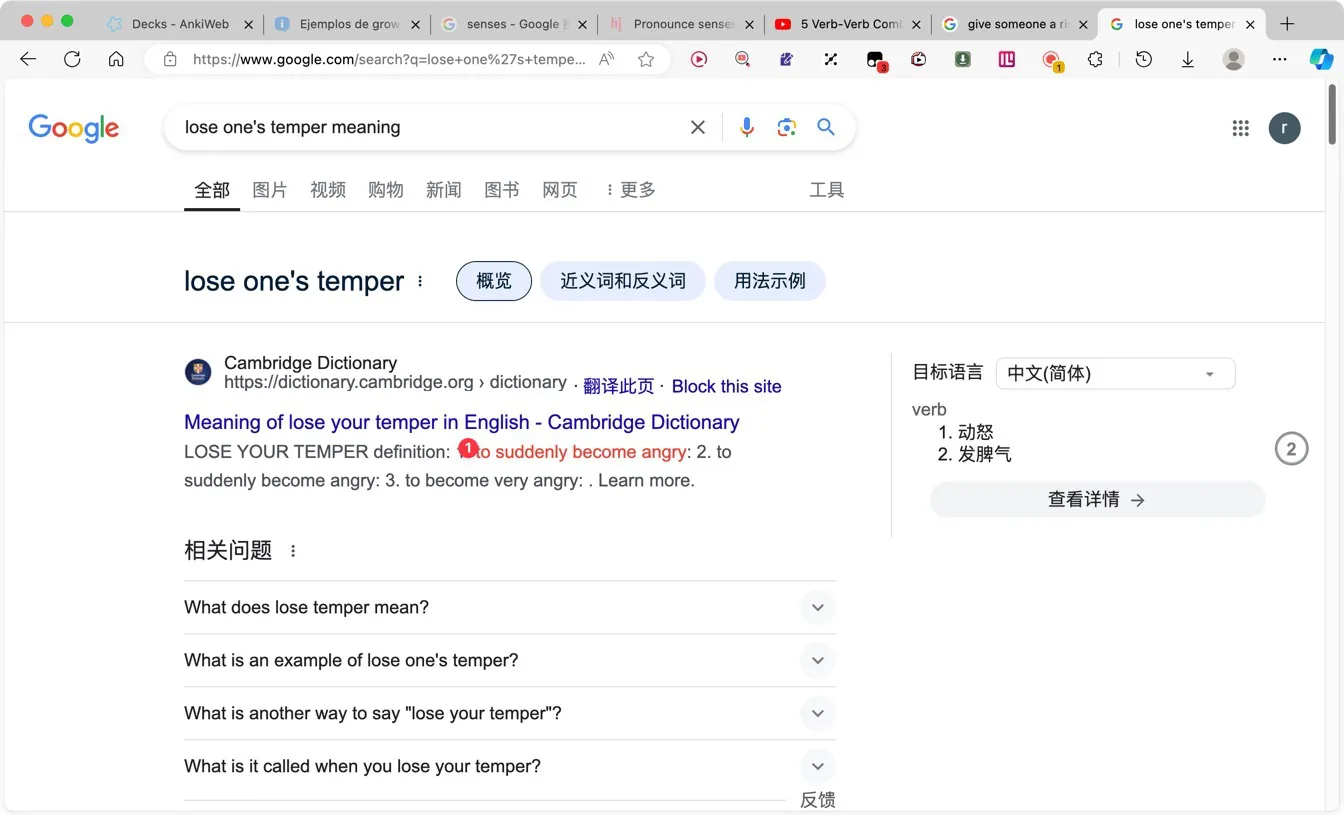 Decks - AnkiWeb
Ejemplos de grow
senses - Google
Pronounce senses
5 Verb-Verb Com
give someone a ri
lose one's temper
https://www.google.com/search?q=lose+one%27s+tempe...
3
1
Google
lose one's temper meaning
r
全部 图片 视频 购物 新闻 图书 网页 更多 工具
lose one's temper
概览 近义词和反义词 用法示例
Cambridge Dictionary
https://dictionary.cambridge.org › dictionary · 翻译此页 · Block this site
Meaning of lose your temper in English - Cambridge Dictionary
LOSE YOUR TEMPER definition: 1 to suddenly become angry: 2. to
suddenly become angry: 3. to become very angry: . Learn more.
目标语言 中文(简体)
verb
1. 动怒
2. 发脾气
2
查看详情 →
相关问题
What does lose temper mean?
What is an example of lose one's temper?
What is another way to say "lose your temper"?
What is it called when you lose your temper?
反馈